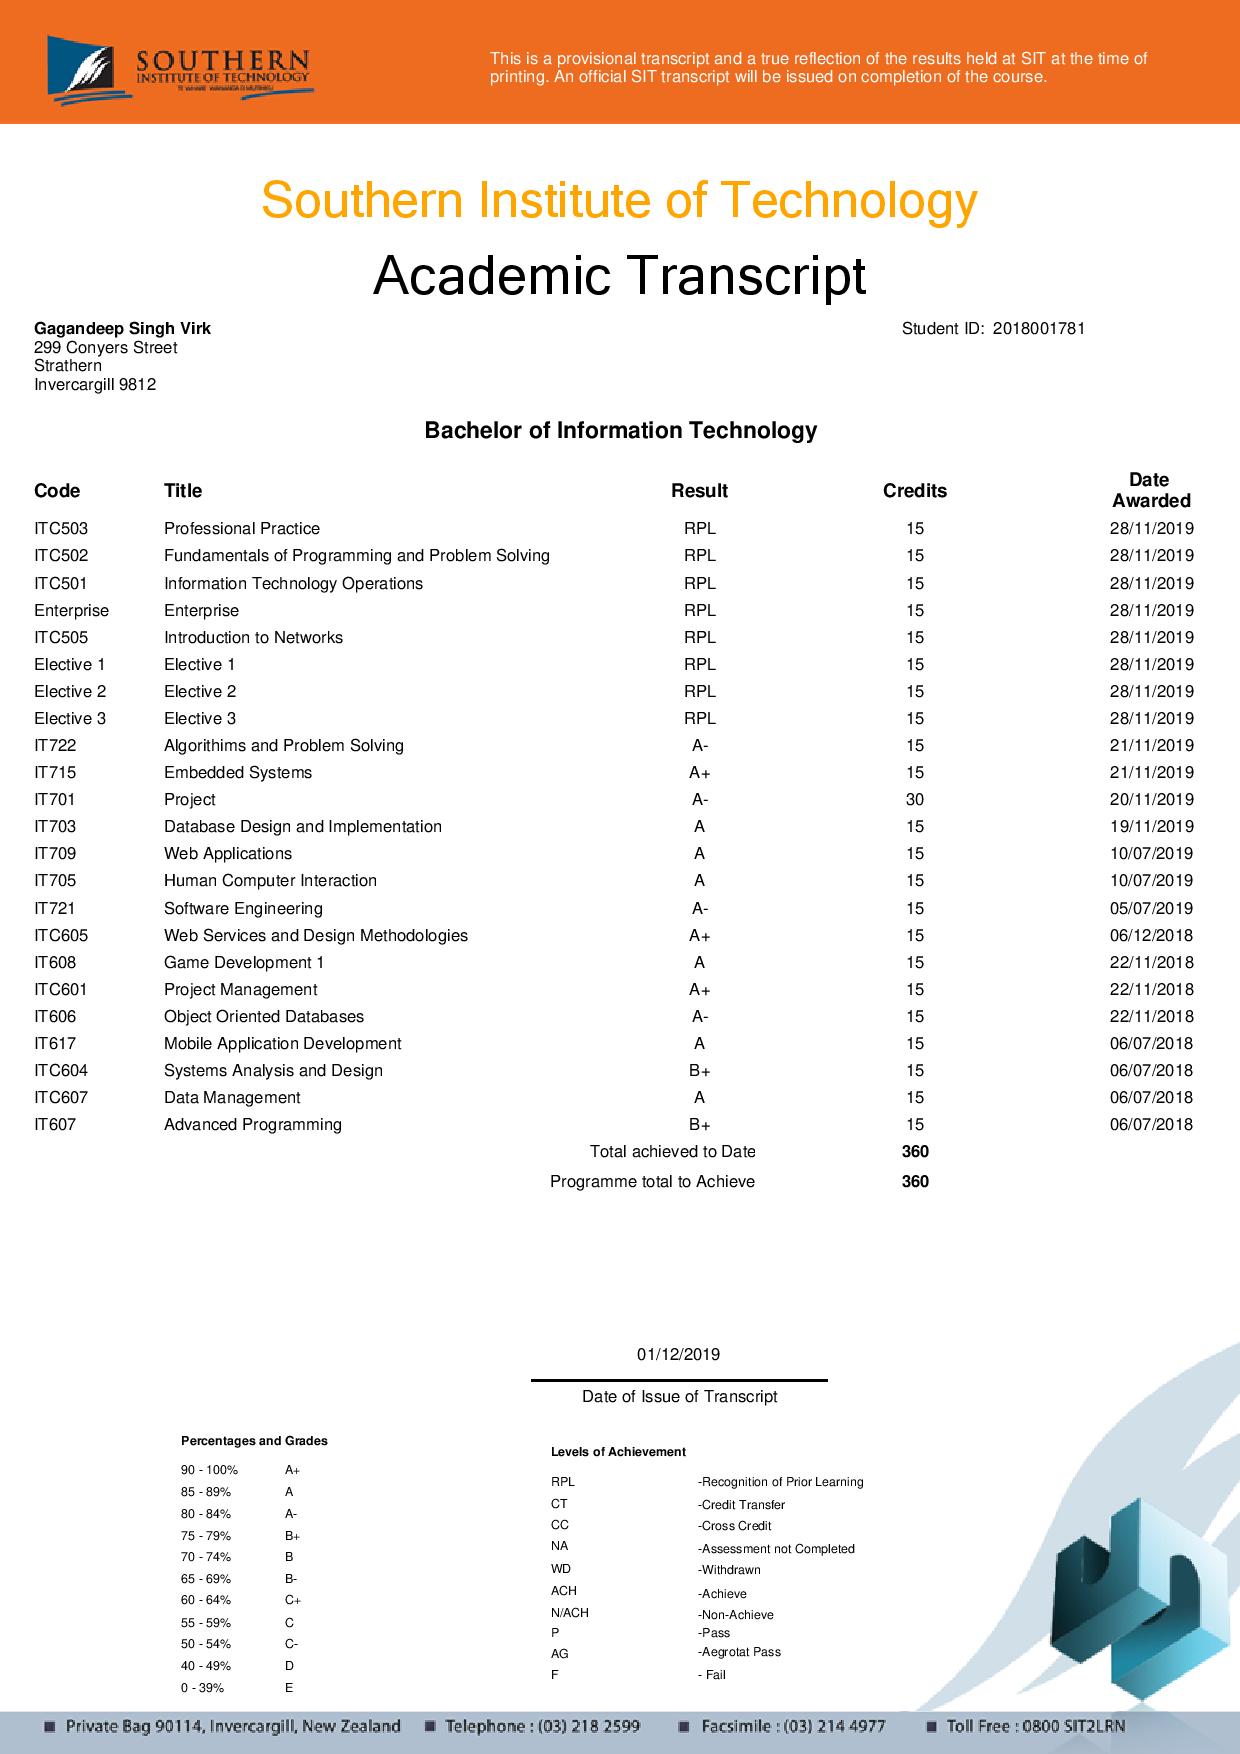 SOUTHERN
INSTITUTE OF TECHNOLOGY
This is a provisional transcript and a true reflection of the results held at SIT at the time of
printing. An official SIT transcript will be issued on completion of the course.
Southern Institute of Technology
Academic Transcript
Gagandeep Singh Virk Student ID: 2018001781
299 Conyers Street
Strathern
Invercargill 9812
Bachelor of Information Technology
Code Title Result Credits Date Awarded
ITC503 Professional Practice RPL 15 28/11/2019
ITC502 Fundamentals of Programming and Problem Solving RPL 15 28/11/2019
ITC501 Information Technology Operations RPL 15 28/11/2019
Enterprise Enterprise RPL 15 28/11/2019
ITC505 Introduction to Networks RPL 15 28/11/2019
Elective 1 Elective 1 RPL 15 28/11/2019
Elective 2 Elective 2 RPL 15 28/11/2019
Elective 3 Elective 3 RPL 15 28/11/2019
IT722 Algorithims and Problem Solving A- 15 21/11/2019
IT715 Embedded Systems A+ 15 21/11/2019
IT701 Project A- 30 20/11/2019
IT703 Database Design and Implementation A 15 19/11/2019
IT709 Web Applications A 15 10/07/2019
IT705 Human Computer Interaction A 15 10/07/2019
IT721 Software Engineering A- 15 05/07/2019
ITC605 Web Services and Design Methodologies A+ 15 06/12/2018
IT608 Game Development 1 A 15 22/11/2018
ITC601 Project Management A+ 15 22/11/2018
IT606 Object Oriented Databases A- 15 22/11/2018
IT617 Mobile Application Development A 15 06/07/2018
ITC604 Systems Analysis and Design B+ 15 06/07/2018
ITC607 Data Management A 15 06/07/2018
IT607 Advanced Programming B+ 15 06/07/2018
Total achieved to Date 360
Programme total to Achieve 360
01/12/2019
Date of Issue of Transcript
Percentages and Grades
90 - 100% A+
85 - 89% A
80 - 84% A-
75 - 79% B+
70 - 74% B
65 - 69% B-
60 - 64% C+
55 - 59% C
50 - 54% C-
40 - 49% D
0 - 39% E
Levels of Achievement
RPL -Recognition of Prior Learning
CT -Credit Transfer
CC -Cross Credit
NA -Assessment not Completed
WD -Withdrawn
ACH -Achieve
N/ACH -Non-Achieve
P -Pass
AG -Aegrotat Pass
F - Fail
Private Bag 90114, Invercargill, New Zealand Telephone : (03) 218 2599 Facsimile : (03) 214 4977 Toll Free : 0800 SIT2LRN